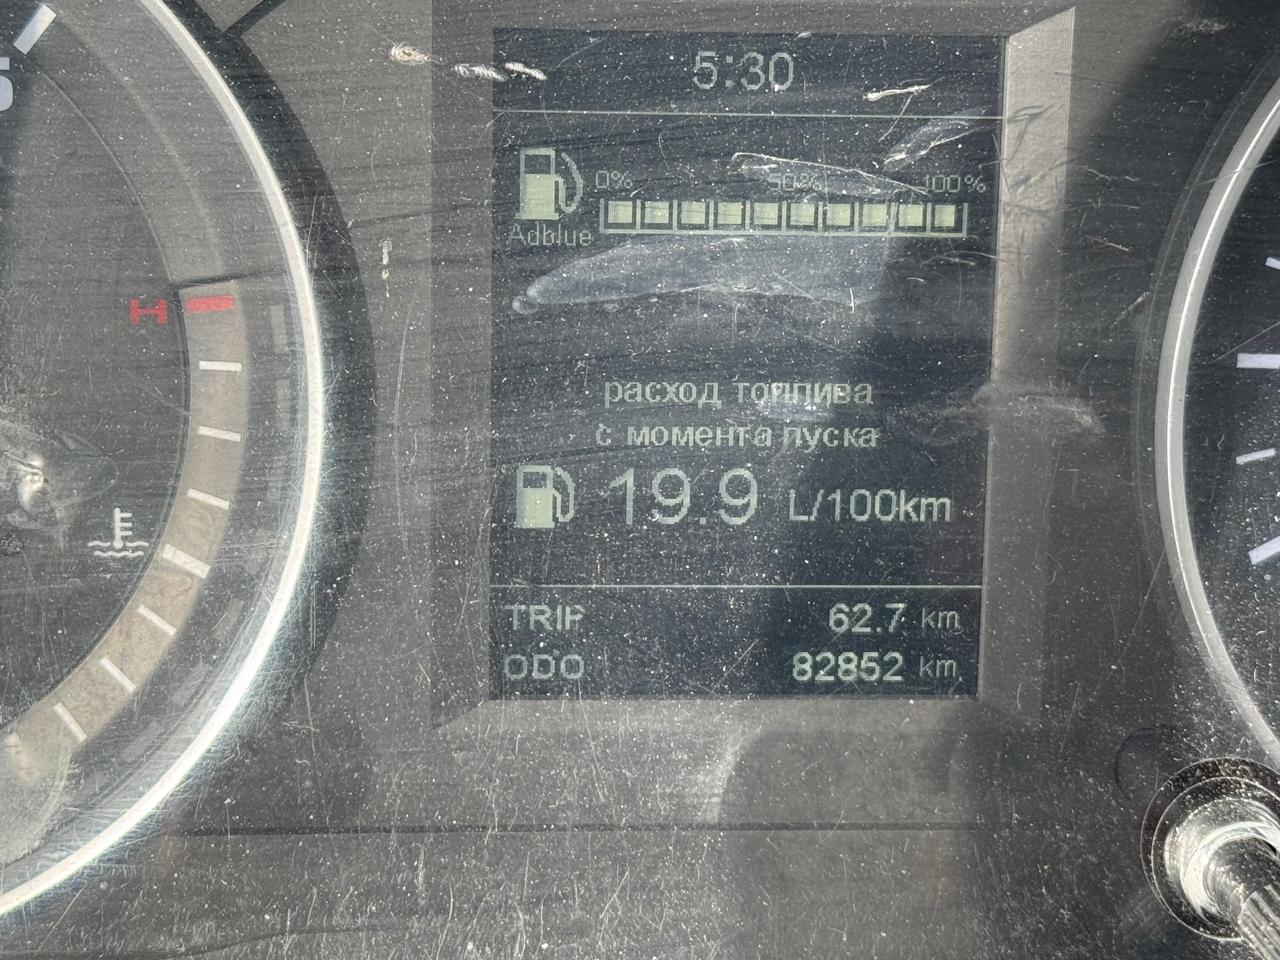 5:30
0% 50% 100%
Adblue
расход топлива
с момента пуска
19.9 L/100km
TRIP 62.7 km
ODO 82852 km
H